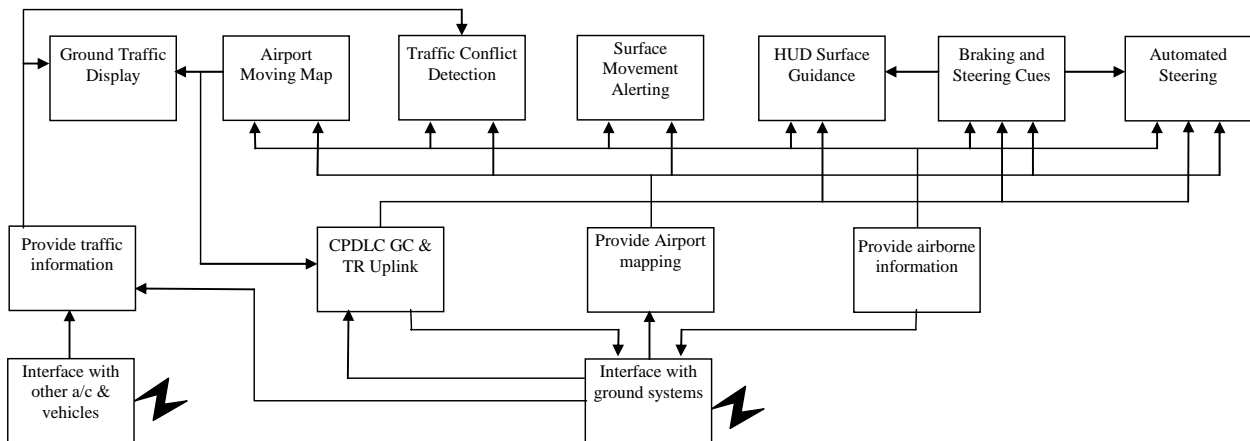 Ground Traffic
Display
Airport
Moving Map
Traffic Conflict
Detection
Surface
Movement
Alerting
HUD Surface
Guidance
Braking and
Steering Cues
Automated
Steering
Provide traffic
information
CPDLC GC &
TR Uplink
Provide Airport
mapping
Provide airborne
information
Interface with
other a/c &
vehicles
Interface with
ground systems